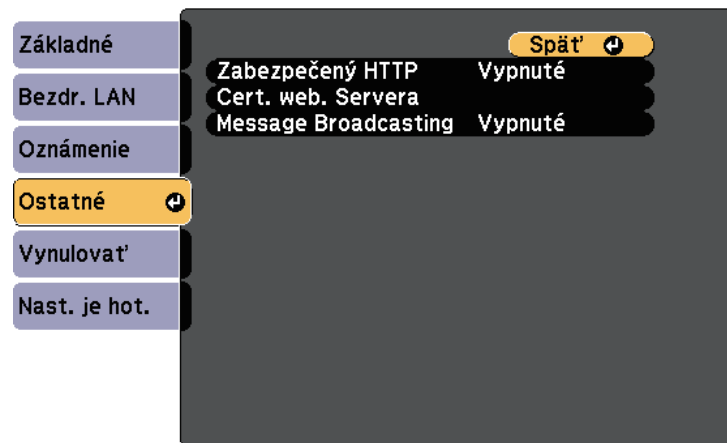 Základné
Bezdr. LAN
Oznámenie
Ostatné
Vynulovať
Nast. je hot.
Späť
Zabezpečený HTTP Vypnuté
Cert. web. Servera
Message Broadcasting Vypnuté